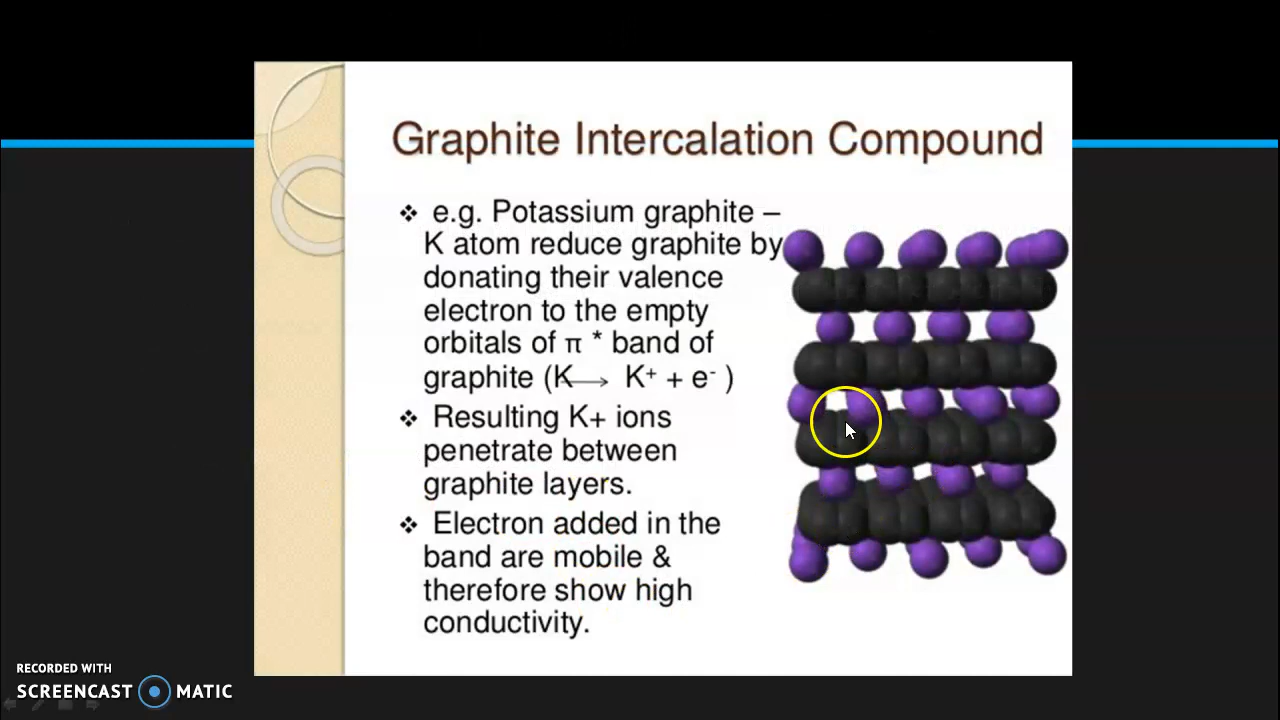 Graphite Intercalation Compound
❖ e.g. Potassium graphite –
K atom reduce graphite by
donating their valence
electron to the empty
orbitals of π * band of
graphite (K⟶ K⁺ + e⁻ )
❖ Resulting K+ ions
penetrate between
graphite layers.
❖ Electron added in the
band are mobile &
therefore show high
conductivity.
RECORDED WITH
SCREENCAST MATIC